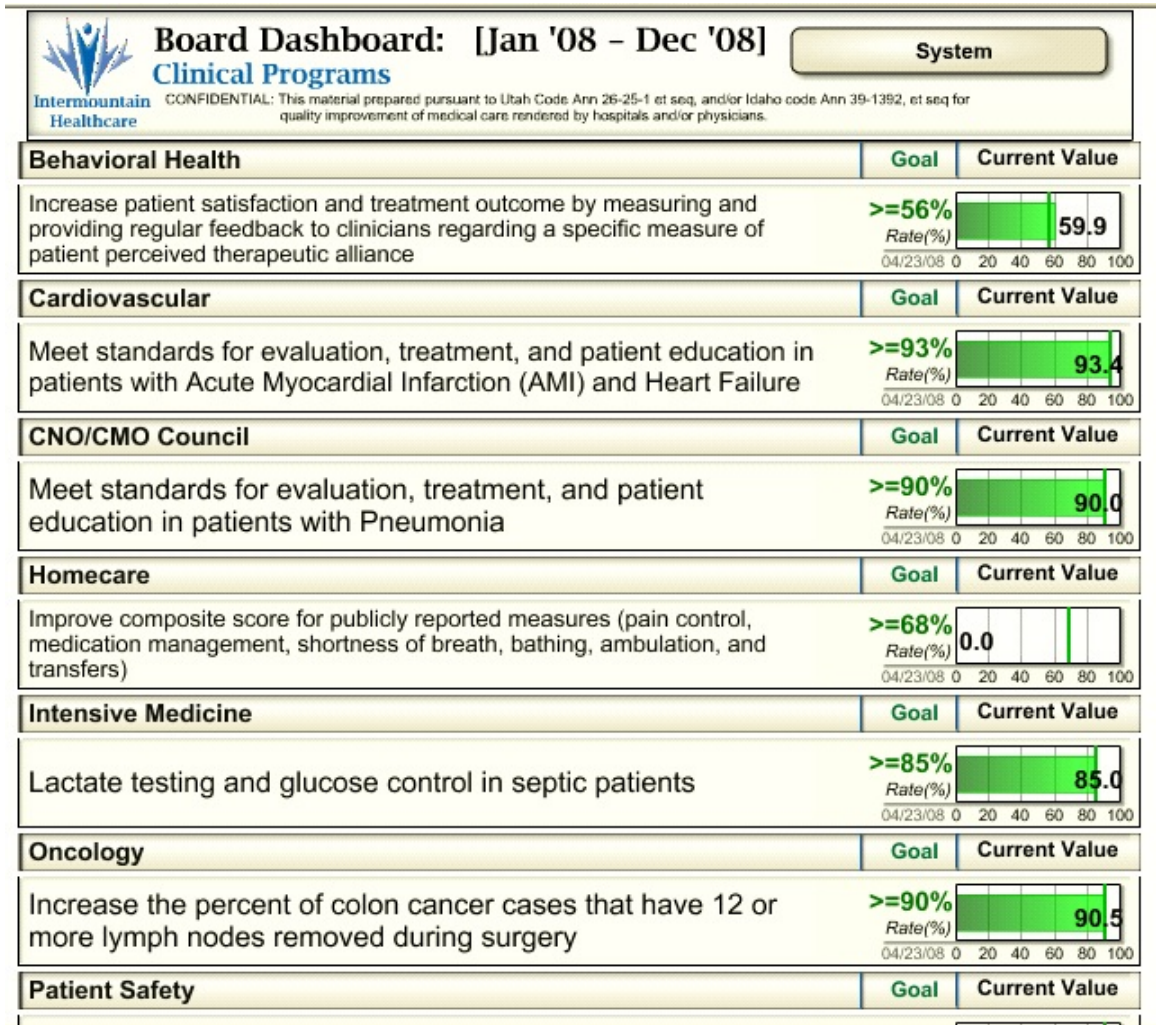 Board Dashboard: [Jan '08 – Dec '08]
System
Clinical Programs
Intermountain
Healthcare
CONFIDENTIAL: This material prepared pursuant to Utah Code Ann 26-25-1 et seq, and/or Idaho code Ann 39-1392, et seq for
quality improvement of medical care rendered by hospitals and/or physicians.
Behavioral Health Goal Current Value
Increase patient satisfaction and treatment outcome by measuring and
providing regular feedback to clinicians regarding a specific measure of
patient perceived therapeutic alliance
>=56%
Rate(%)
59.9
04/23/08 0 20 40 60 80 100
Cardiovascular Goal Current Value
Meet standards for evaluation, treatment, and patient education in
patients with Acute Myocardial Infarction (AMI) and Heart Failure
>=93%
Rate(%)
93.4
04/23/08 0 20 40 60 80 100
CNO/CMO Council Goal Current Value
Meet standards for evaluation, treatment, and patient
education in patients with Pneumonia
>=90%
Rate(%)
90.0
04/23/08 0 20 40 60 80 100
Homecare Goal Current Value
Improve composite score for publicly reported measures (pain control,
medication management, shortness of breath, bathing, ambulation, and
transfers)
>=68%
Rate(%)
0.0
04/23/08 0 20 40 60 80 100
Intensive Medicine Goal Current Value
Lactate testing and glucose control in septic patients
>=85%
Rate(%)
85.0
04/23/08 0 20 40 60 80 100
Oncology Goal Current Value
Increase the percent of colon cancer cases that have 12 or
more lymph nodes removed during surgery
>=90%
Rate(%)
90.5
04/23/08 0 20 40 60 80 100
Patient Safety Goal Current Value